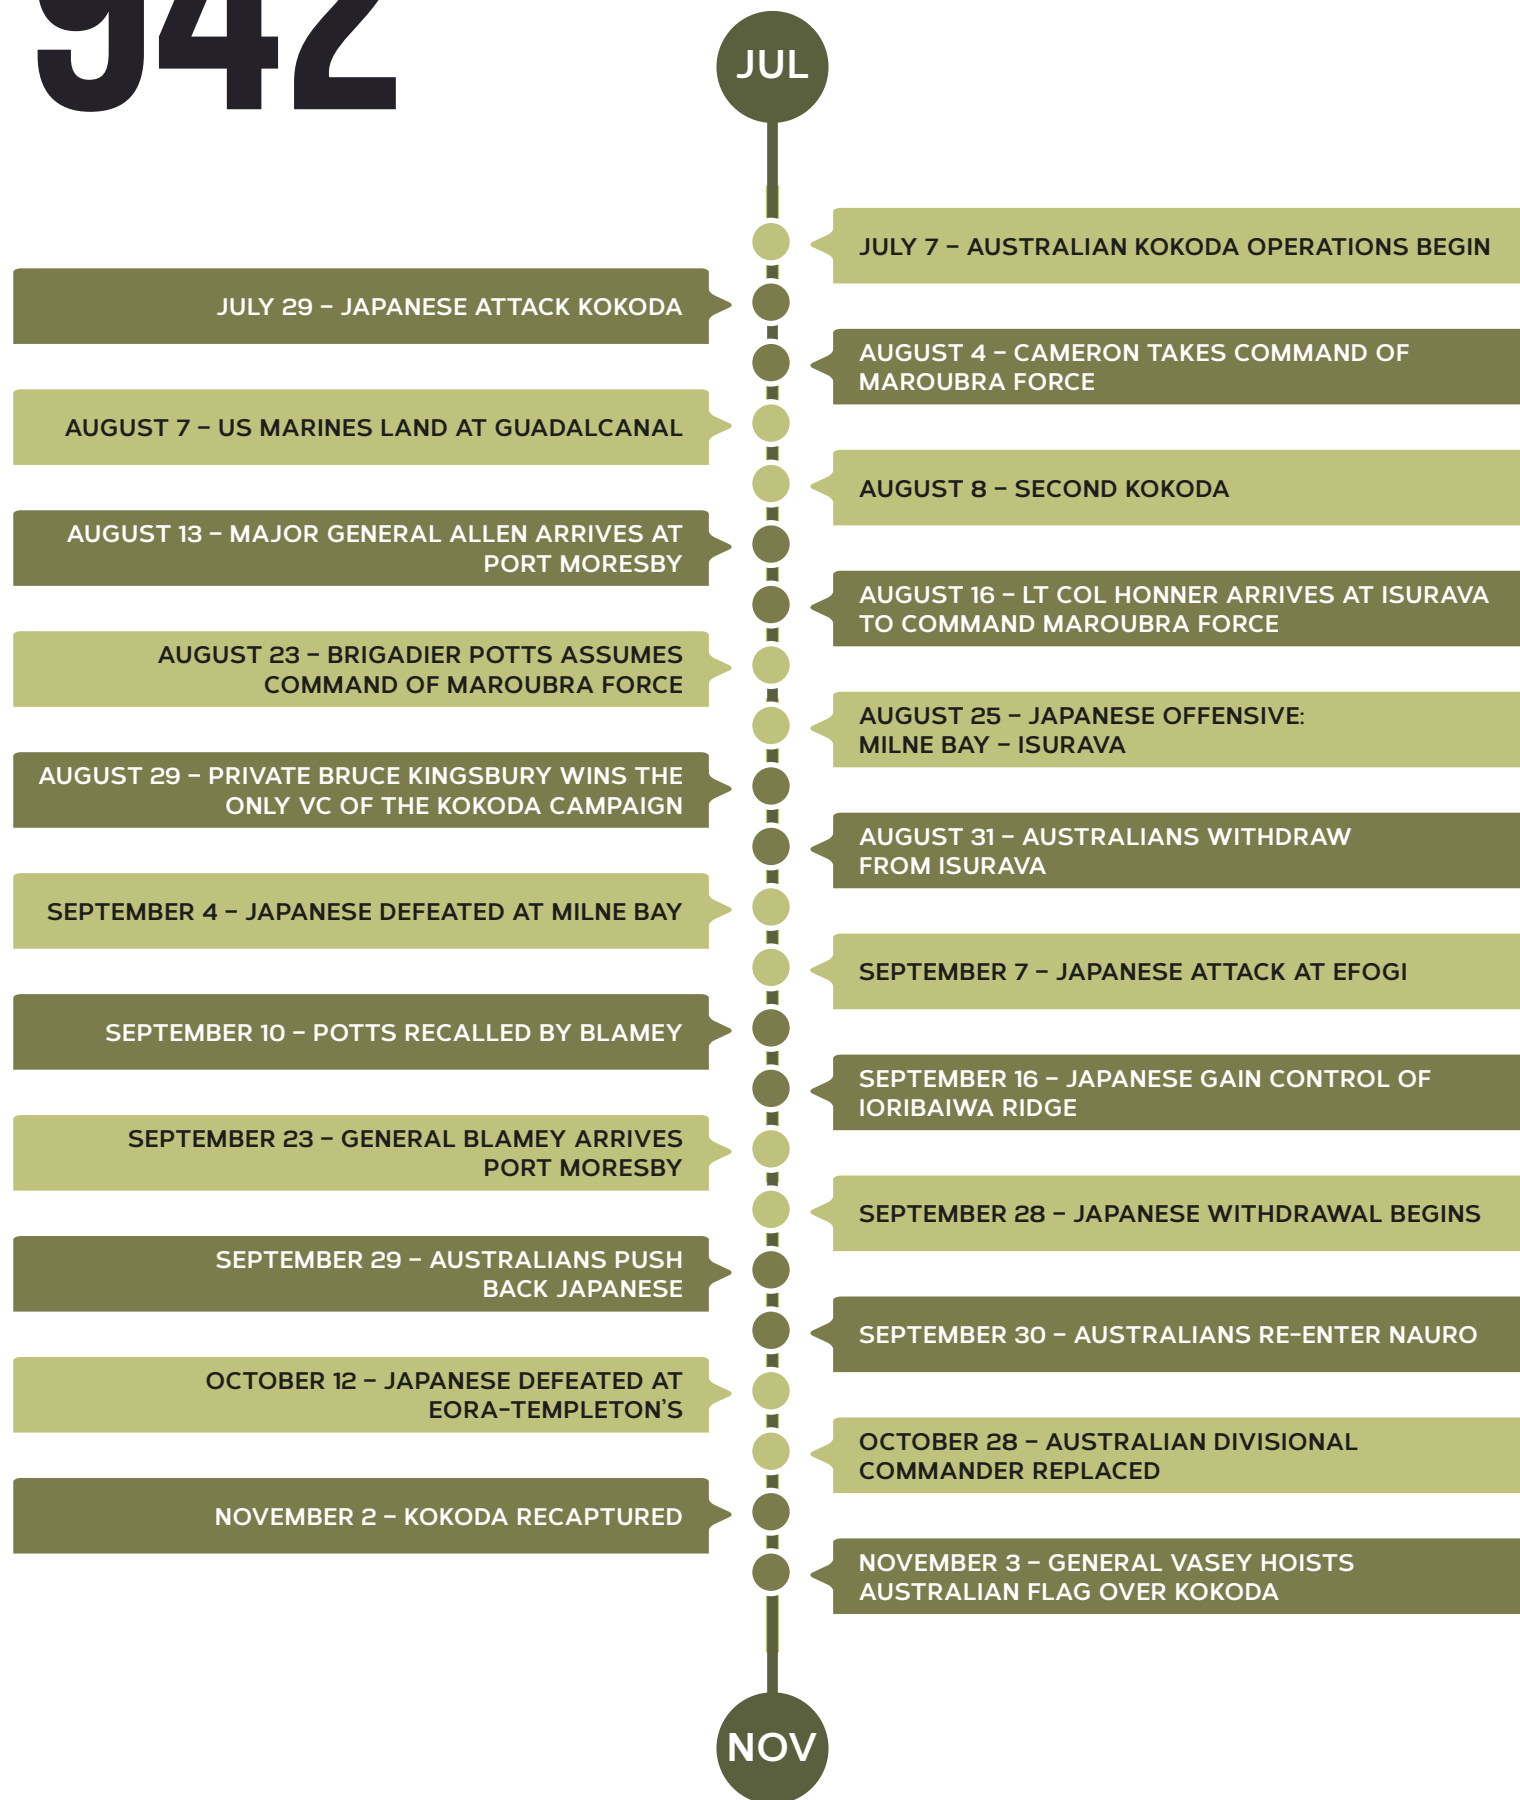 942
JUL
JULY 7 – AUSTRALIAN KOKODA OPERATIONS BEGIN
JULY 29 – JAPANESE ATTACK KOKODA
AUGUST 4 – CAMERON TAKES COMMAND OF
MAROUBRA FORCE
AUGUST 7 – US MARINES LAND AT GUADALCANAL
AUGUST 8 – SECOND KOKODA
AUGUST 13 – MAJOR GENERAL ALLEN ARRIVES AT
PORT MORESBY
AUGUST 16 – LT COL HONNER ARRIVES AT ISURAVA
TO COMMAND MAROUBRA FORCE
AUGUST 23 – BRIGADIER POTTS ASSUMES
COMMAND OF MAROUBRA FORCE
AUGUST 25 – JAPANESE OFFENSIVE:
MILNE BAY – ISURAVA
AUGUST 29 – PRIVATE BRUCE KINGSBURY WINS THE
ONLY VC OF THE KOKODA CAMPAIGN
AUGUST 31 – AUSTRALIANS WITHDRAW
FROM ISURAVA
SEPTEMBER 4 – JAPANESE DEFEATED AT MILNE BAY
SEPTEMBER 7 – JAPANESE ATTACK AT EFOGI
SEPTEMBER 10 – POTTS RECALLED BY BLAMEY
SEPTEMBER 16 – JAPANESE GAIN CONTROL OF
IORIBAIWA RIDGE
SEPTEMBER 23 – GENERAL BLAMEY ARRIVES
PORT MORESBY
SEPTEMBER 28 – JAPANESE WITHDRAWAL BEGINS
SEPTEMBER 29 – AUSTRALIANS PUSH
BACK JAPANESE
SEPTEMBER 30 – AUSTRALIANS RE-ENTER NAURO
OCTOBER 12 – JAPANESE DEFEATED AT
EORA-TEMPLETON'S
OCTOBER 28 – AUSTRALIAN DIVISIONAL
COMMANDER REPLACED
NOVEMBER 2 – KOKODA RECAPTURED
NOVEMBER 3 – GENERAL VASEY HOISTS
AUSTRALIAN FLAG OVER KOKODA
NOV